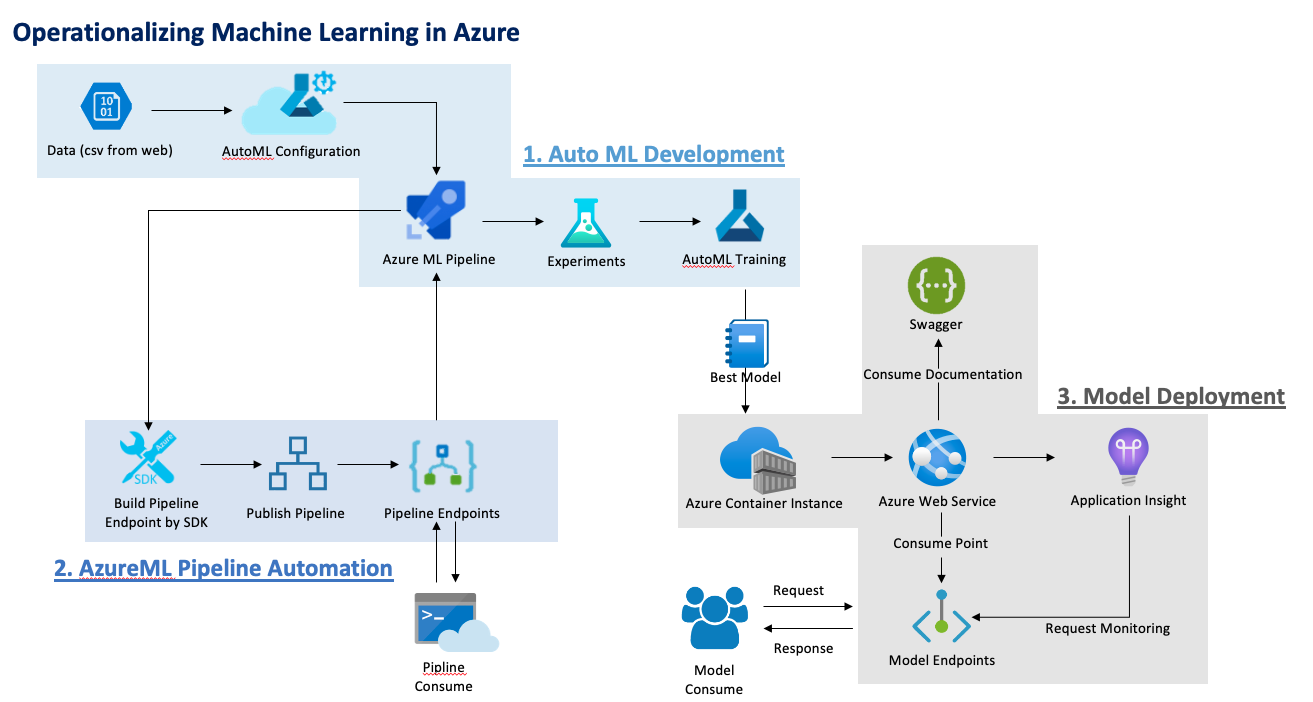 Operationalizing Machine Learning in Azure
10
01
Data (csv from web)
AutoML Configuration
1. Auto ML Development
Azure ML Pipeline
Experiments
AutoML Training
Best Model
Swagger
Consume Documentation
3. Model Deployment
Azure
SDK
Build Pipeline
Endpoint by SDK
Publish Pipeline
Pipeline Endpoints
2. AzureML Pipeline Automation
Pipline
Consume
Azure Container Instance
Azure Web Service
Application Insight
Consume Point
Request
Response
Model
Consume
Model Endpoints
Request Monitoring